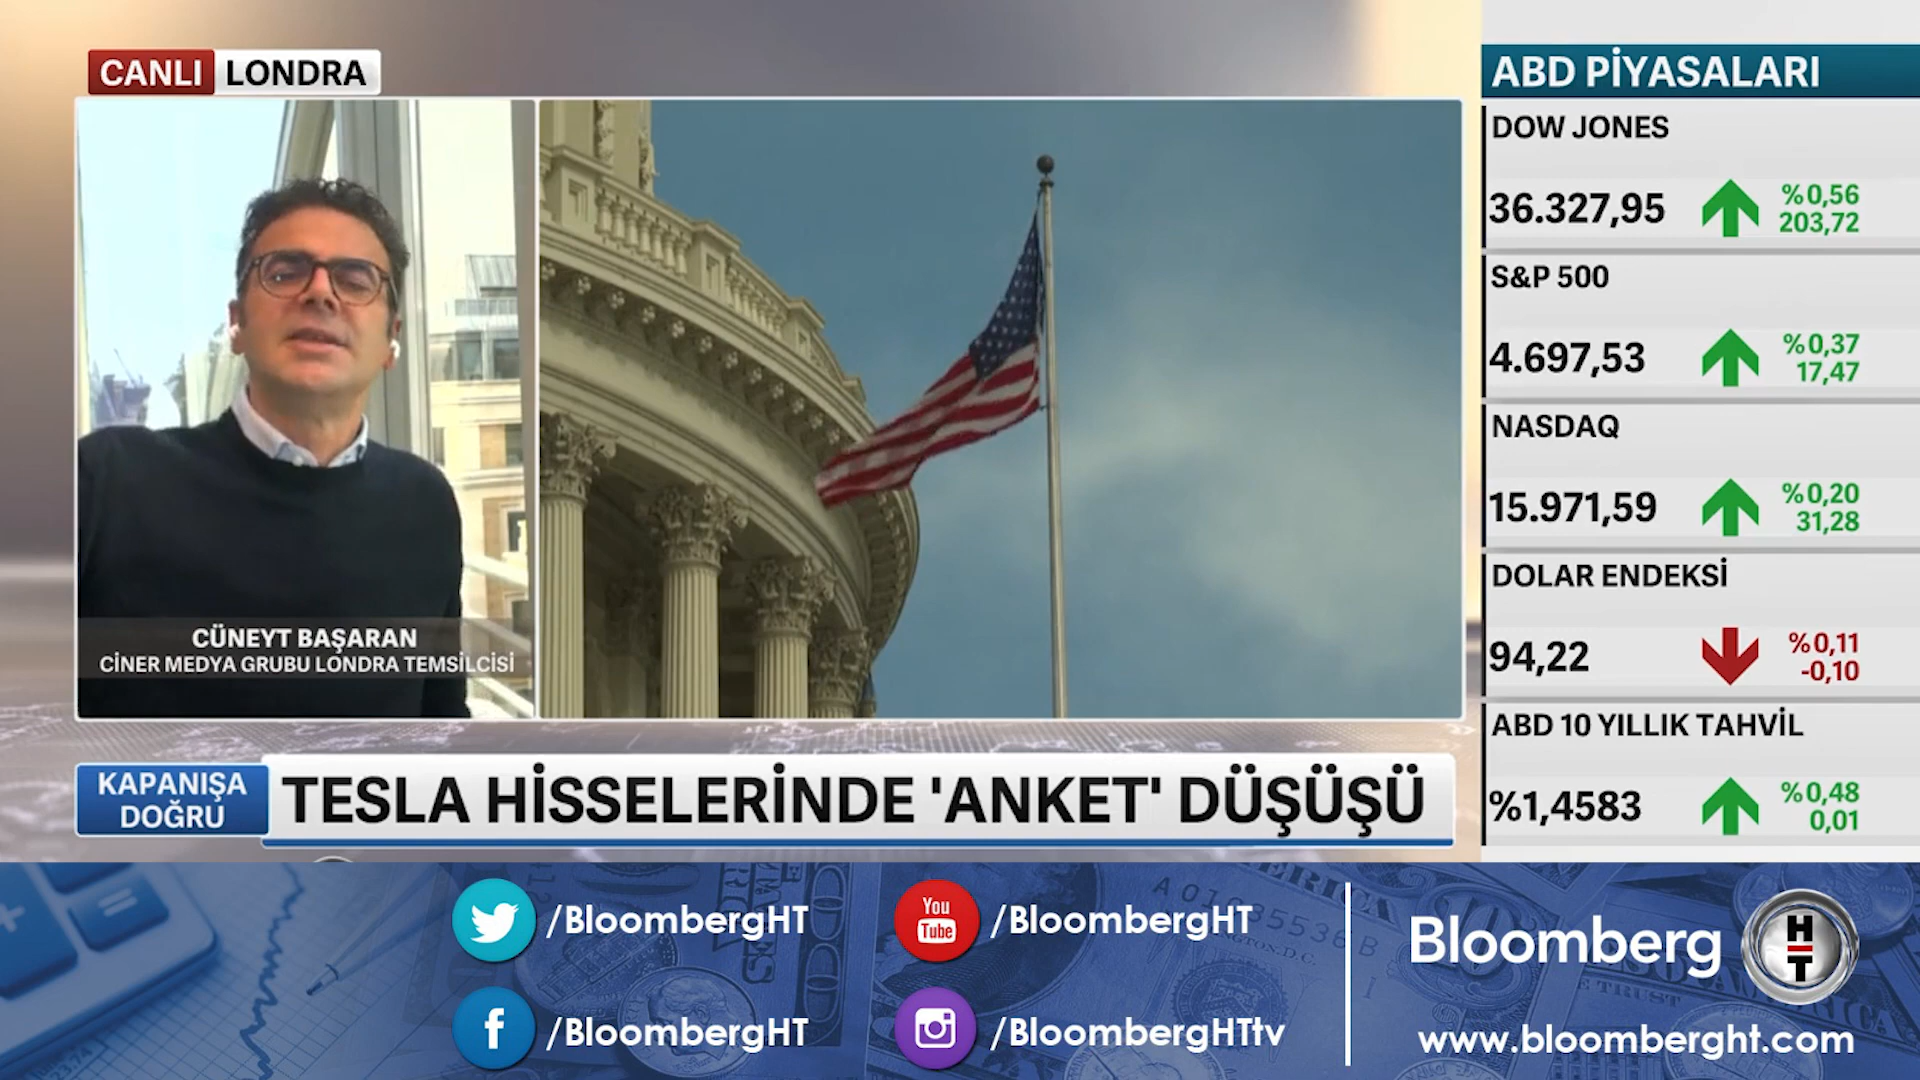 CANLI LONDRA
CÜNEYT BAŞARAN
CİNER MEDYA GRUBU LONDRA TEMSİLCİSİ
KAPANIŞA
DOĞRU
TESLA HİSSELERİNDE 'ANKET' DÜŞÜŞÜ
ABD PİYASALARI
DOW JONES
36.327,95
%0,56
203,72
S&P 500
4.697,53
%0,37
17,47
NASDAQ
15.971,59
%0,20
31,28
DOLAR ENDEKSİ
94,22
%0,11
-0,10
ABD 10 YILLIK TAHVİL
%1,4583
%0,48
0,01
/BloombergHT
You
Tube
/BloombergHT
f
/BloombergHT
/BloombergHTtv
Bloomberg
HT
www.bloomberght.com